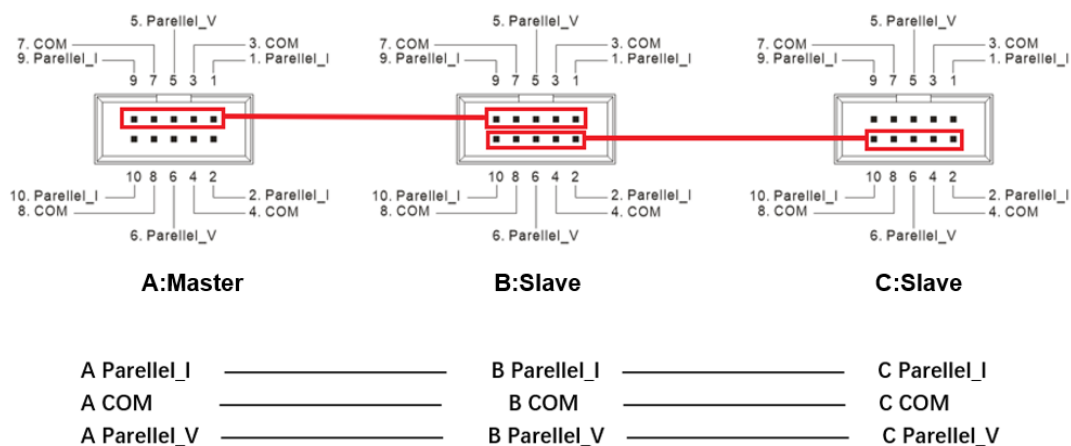 5. Parellel_V 5. Parellel_V 5. Parellel_V
7. COM 3. COM 7. COM 3. COM 7. COM 3. COM
9. Parellel_I 1. Parellel_I 9. Parellel_I 1. Parellel_I 9. Parellel_I 1. Parellel_I
9 7 5 3 1 9 7 5 3 1 9 7 5 3 1
10 8 6 4 2 10 8 6 4 2 10 8 6 4 2
10. Parellel_I 2. Parellel_I 10. Parellel_I 2. Parellel_I 10. Parellel_I 2. Parellel_I
8. COM 4. COM 8. COM 4. COM 8. COM 4. COM
6. Parellel_V 6. Parellel_V 6. Parellel_V
A:Master B:Slave C:Slave
A Parellel_I B Parellel_I C Parellel_I
A COM B COM C COM
A Parellel_V B Parellel_V C Parellel_V